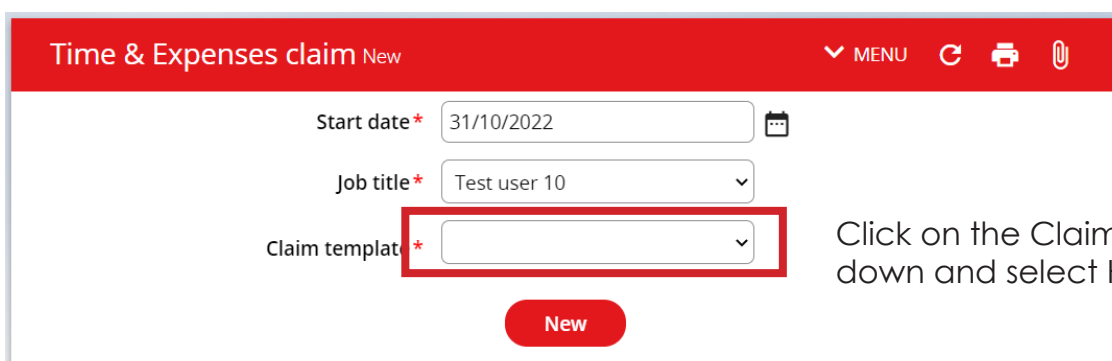 Time & Expenses claim New
MENU
Start date*
31/10/2022
Job title*
Test user 10
Claim template*
Click on the Claim
down and select
New